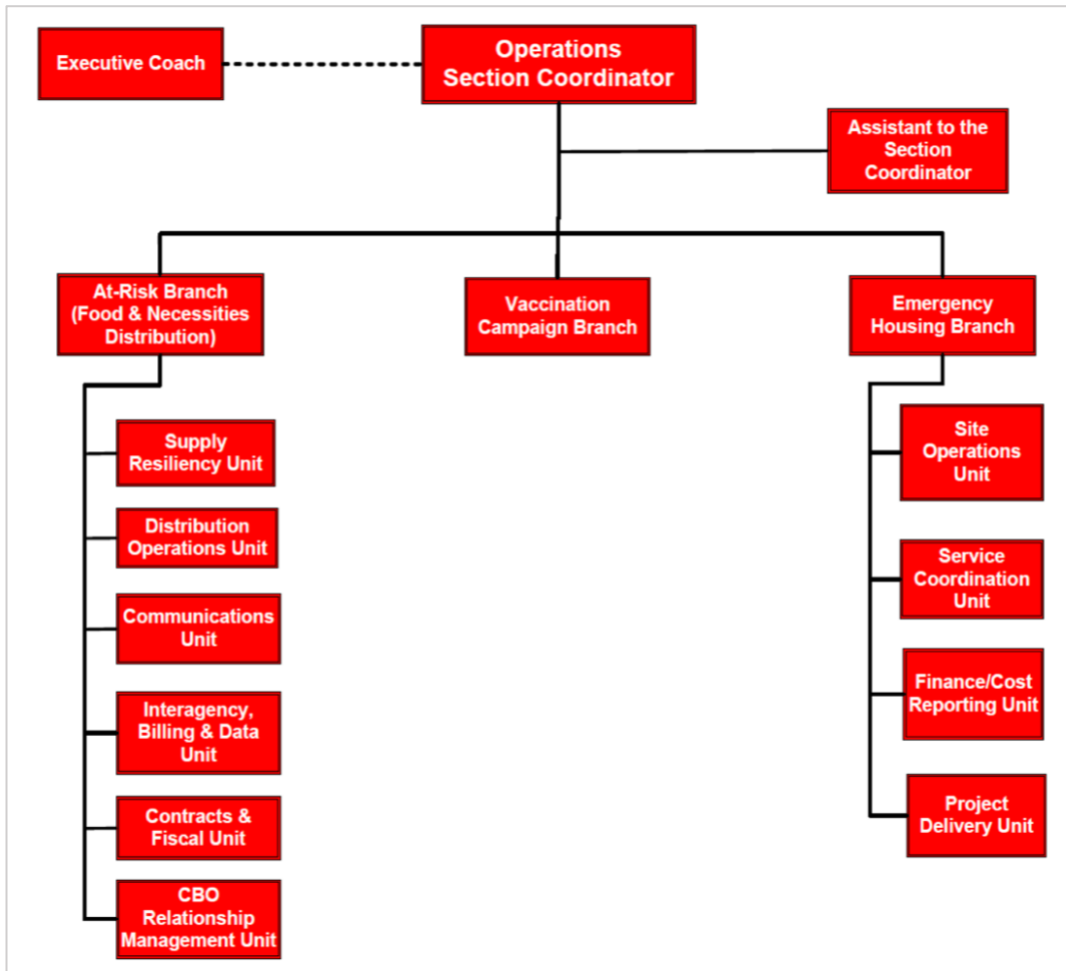 Executive Coach
Operations
Section Coordinator
Assistant to the
Section
Coordinator
At-Risk Branch
(Food & Necessities
Distribution)
Vaccination
Campaign Branch
Emergency
Housing Branch
Supply
Resiliency Unit
Distribution
Operations Unit
Communications
Unit
Interagency,
Billing & Data
Unit
Contracts &
Fiscal Unit
CBO
Relationship
Management Unit
Site
Operations
Unit
Service
Coordination
Unit
Finance/Cost
Reporting Unit
Project
Delivery Unit